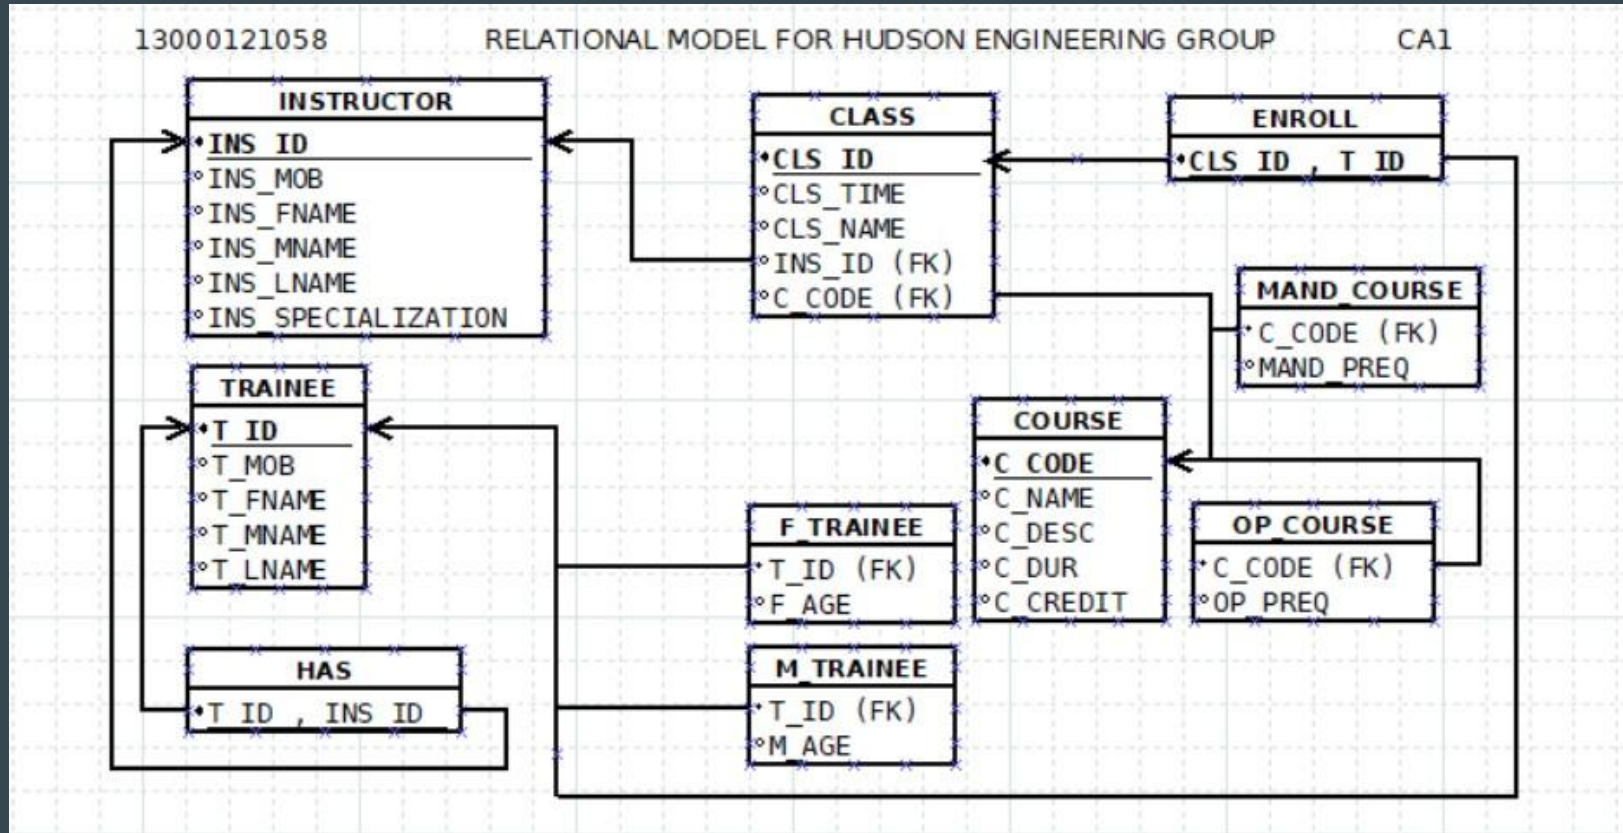 13000121058 RELATIONAL MODEL FOR HUDSON ENGINEERING GROUP CA1
INSTRUCTOR
INS_ID
INS_MOB
INS_FNAME
INS_MNAME
INS_LNAME
INS_SPECIALIZATION
CLASS
CLS_ID
CLS_TIME
CLS_NAME
INS_ID (FK)
C_CODE (FK)
ENROLL
CLS_ID , T_ID
MAND_COURSE
C_CODE (FK)
MAND_PREQ
TRAINEE
T_ID
T_MOB
T_FNAME
T_MNAME
T_LNAME
COURSE
C_CODE
C_NAME
C_DESC
C_DUR
C_CREDIT
F_TRAINEE
T_ID (FK)
F_AGE
OP_COURSE
C_CODE (FK)
OP_PREQ
HAS
T_ID , INS_ID
M_TRAINEE
T_ID (FK)
M_AGE